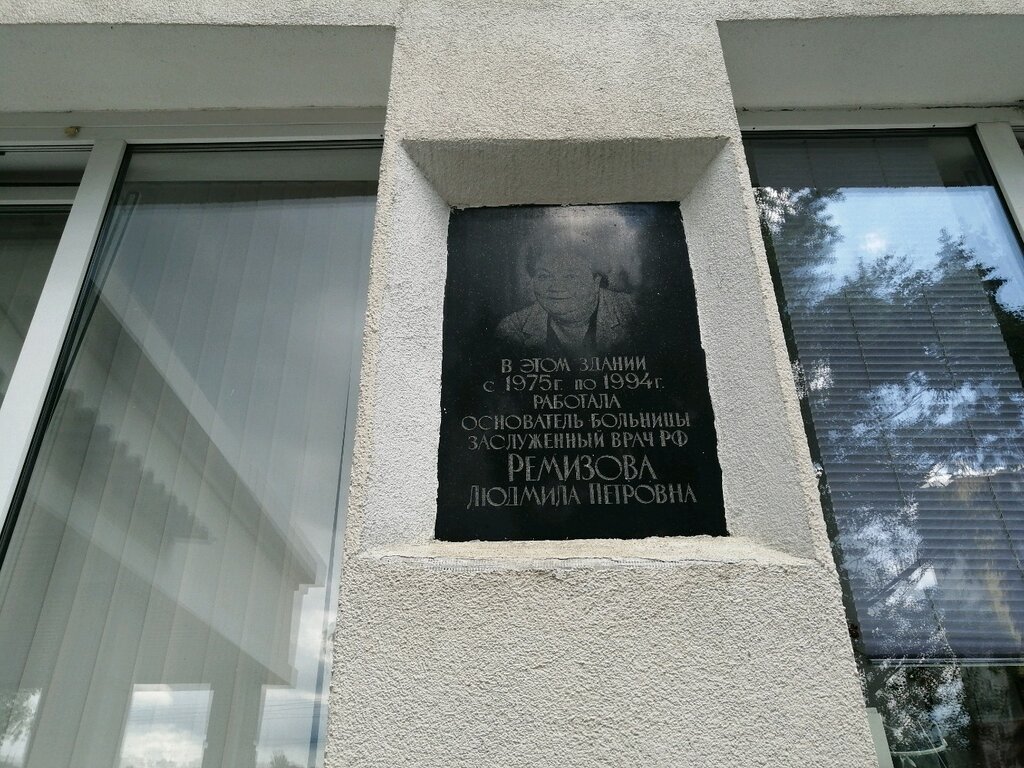 В ЭТОМ ЗДАНИИ
С 1975г. ПО 1994г.
РАБОТАЛА
ОСНОВАТЕЛЬ БОЛЬНИЦЫ
ЗАСЛУЖЕННЫЙ ВРАЧ РФ
РЕМИЗОВА
ЛЮДМИЛА ПЕТРОВНА